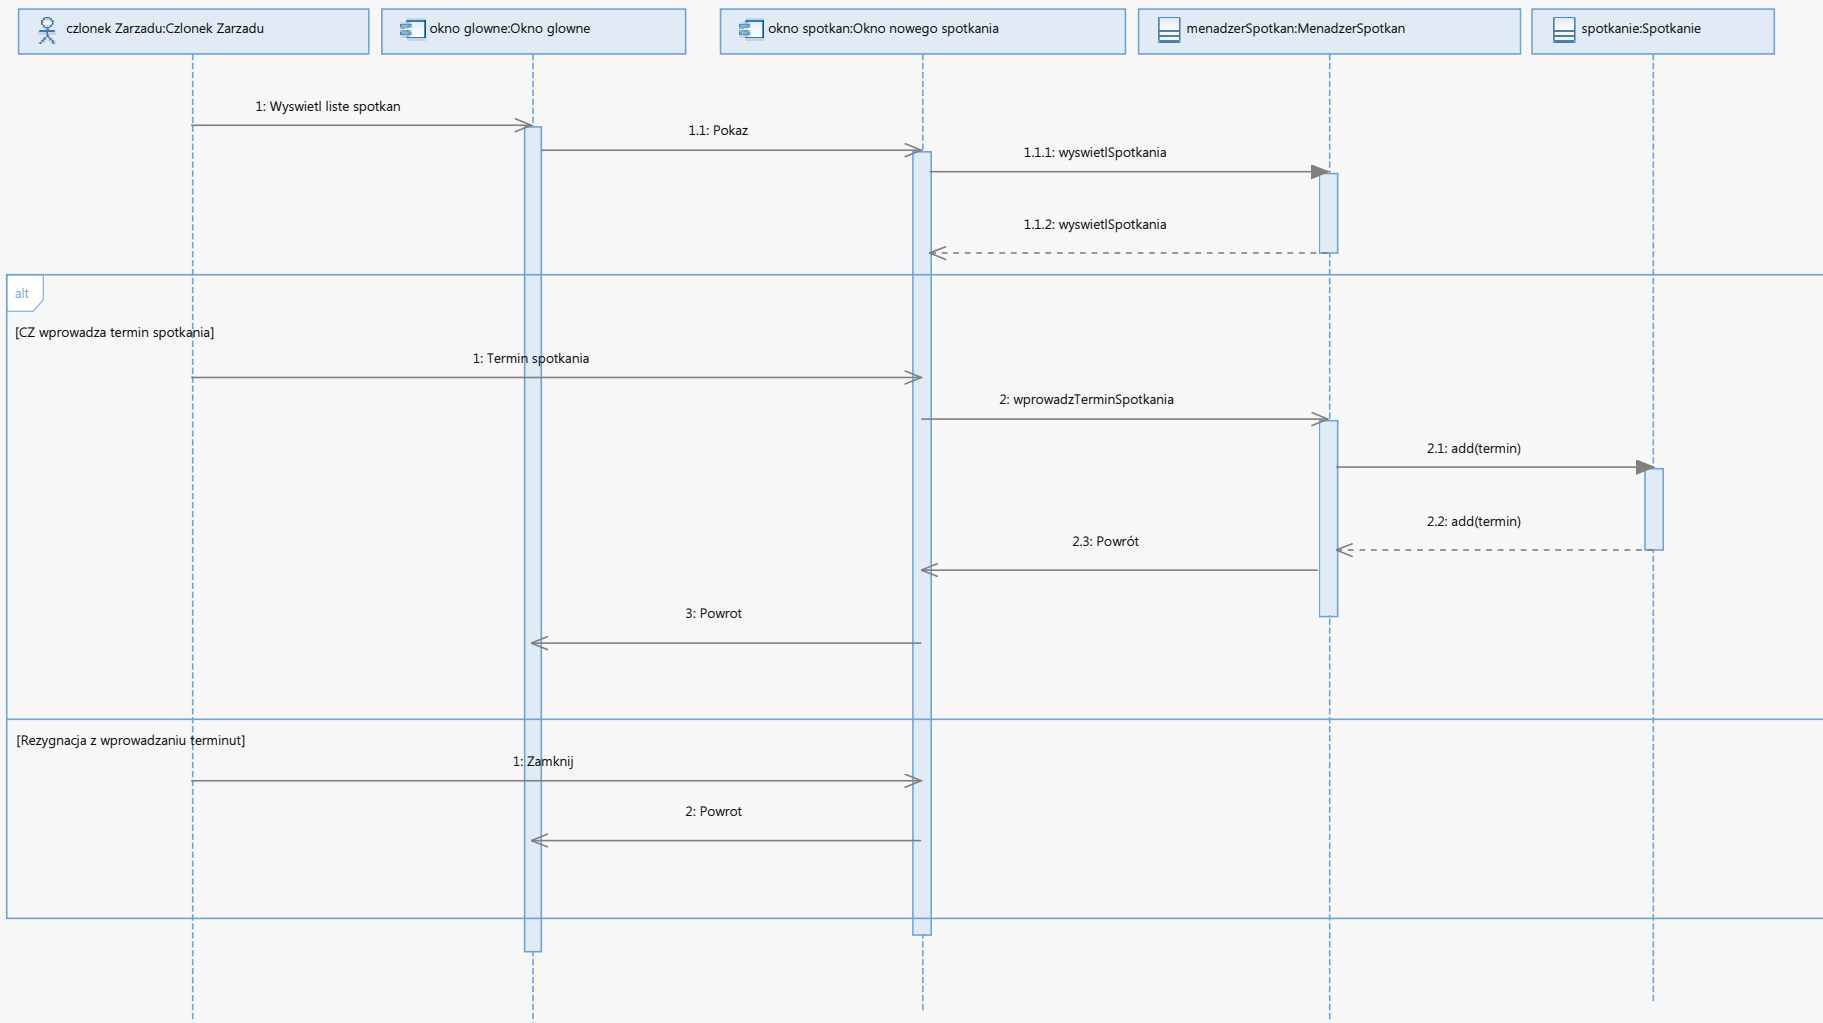 czlonek Zarzadu:Czlonek Zarzadu
okno glowne:Okno glowne
okno spotkan:Okno nowego spotkania
menadzerSpotkan:MenadzerSpotkan
spotkanie:Spotkanie
1: Wyswietl liste spotkan
1.1: Pokaz
1.1.1: wyswietlSpotkania
1.1.2: wyswietlSpotkania
alt
[CZ wprowadza termin spotkania]
1: Termin spotkania
2: wprowadzTerminSpotkania
2.1: add(termin)
2.2: add(termin)
2.3: Powrót
3: Powrot
[Rezygnacja z wprowadzaniu terminut]
1: Zamknij
2: Powrot